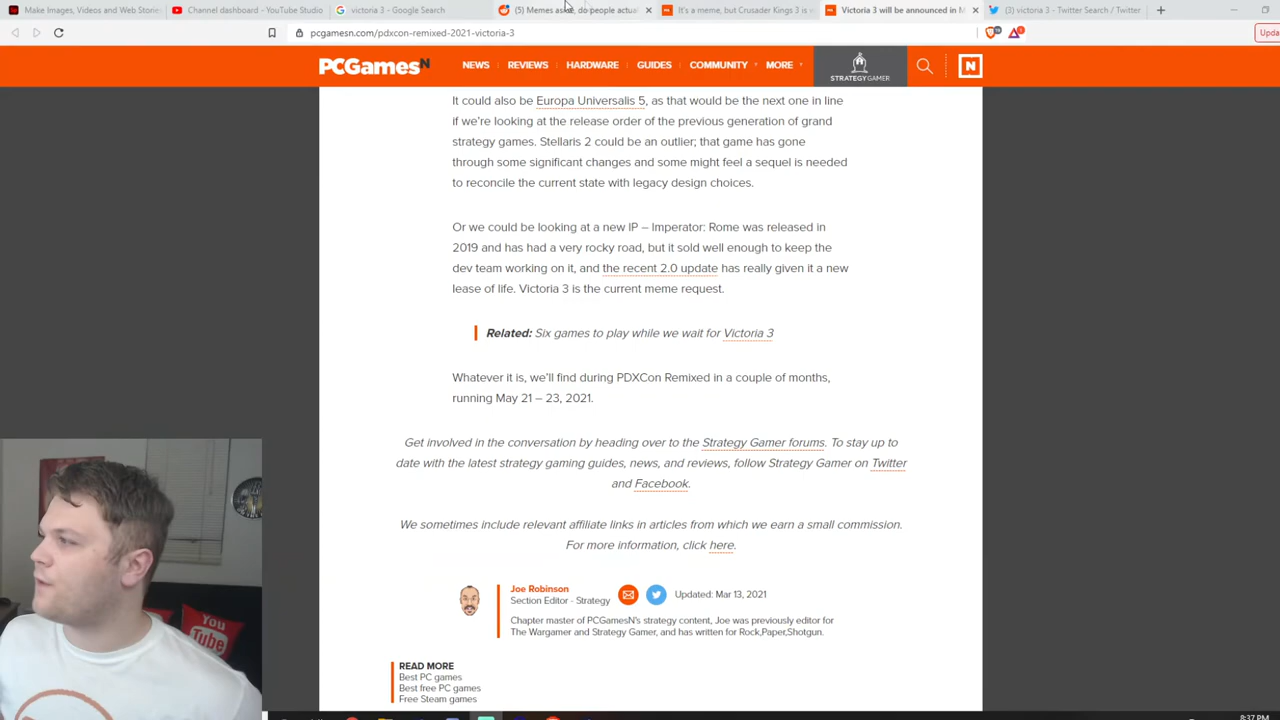 Make Images, Videos and Web Stories
Channel dashboard - YouTube Studio
victoria 3 - Google Search
(5) Memes aside, do people actual
It's a meme, but Crusader Kings 3 is
Victoria 3 will be announced in M
(3) victoria 3 - Twitter Search / Twitter
pcgamesn.com/pdxcon-remixed-2021-victoria-3
Upda
PCGamesN
NEWS
REVIEWS
HARDWARE
GUIDES
COMMUNITY
MORE
STRATEGYGAMER
N
It could also be Europa Universalis 5, as that would be the next one in line
if we're looking at the release order of the previous generation of grand
strategy games. Stellaris 2 could be an outlier; that game has gone
through some significant changes and some might feel a sequel is needed
to reconcile the current state with legacy design choices.
Or we could be looking at a new IP – Imperator: Rome was released in
2019 and has had a very rocky road, but it sold well enough to keep the
dev team working on it, and the recent 2.0 update has really given it a new
lease of life. Victoria 3 is the current meme request.
Related: Six games to play while we wait for Victoria 3
Whatever it is, we'll find during PDXCon Remixed in a couple of months,
running May 21 – 23, 2021.
Get involved in the conversation by heading over to the Strategy Gamer forums. To stay up to
date with the latest strategy gaming guides, news, and reviews, follow Strategy Gamer on Twitter
and Facebook.
We sometimes include relevant affiliate links in articles from which we earn a small commission.
For more information, click here.
Joe Robinson
Section Editor - Strategy
Updated: Mar 13, 2021
Chapter master of PCGamesN's strategy content, Joe was previously editor for
The Wargamer and Strategy Gamer, and has written for Rock,Paper,Shotgun.
READ MORE
Best PC games
Best free PC games
Free Steam games
You
8:37 PM